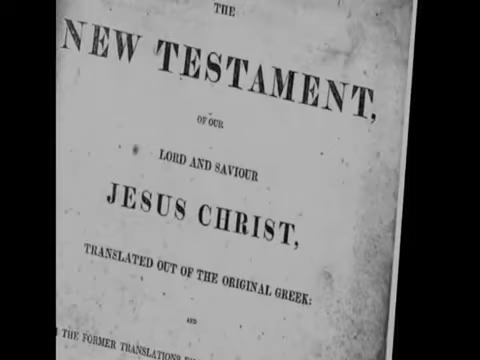 THE
NEW TESTAMENT,
OF OUR
LORD AND SAVIOUR
JESUS CHRIST,
TRANSLATED OUT OF THE ORIGINAL GREEK:
AND
THE FORMER TRANSLATIONS